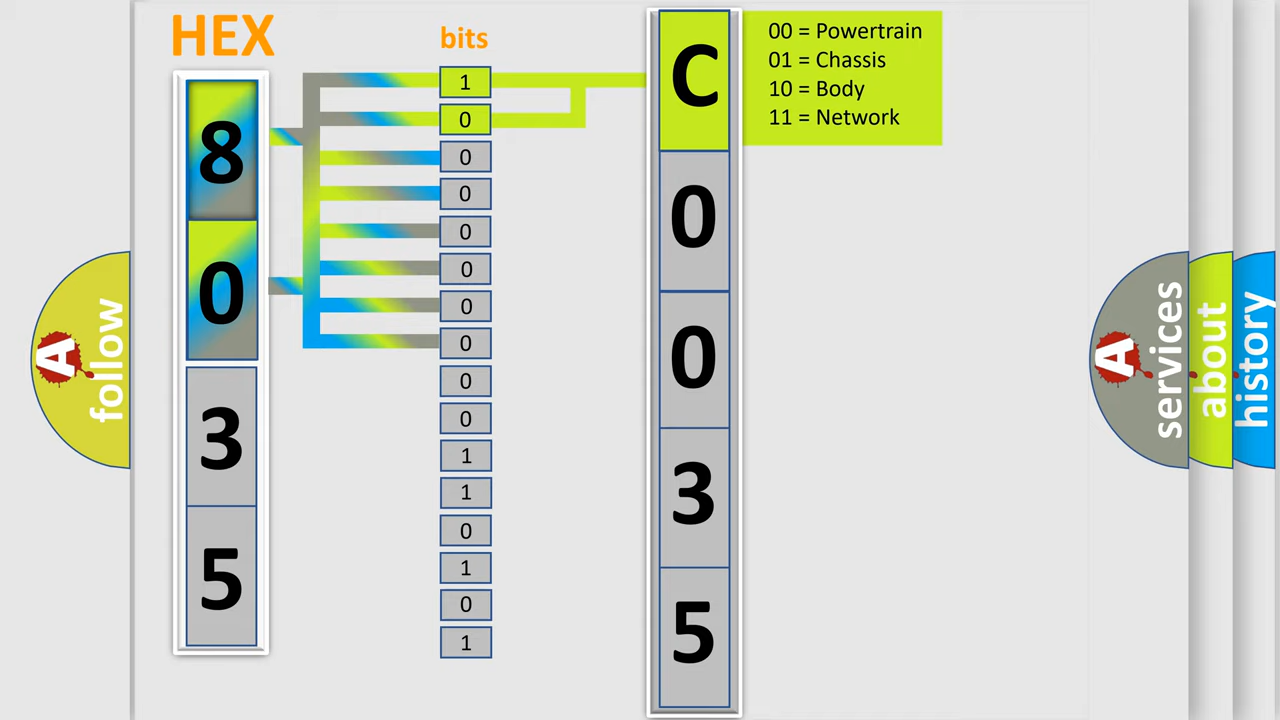 HEX
bits
8
0
3
5
1
0
0
0
0
0
0
0
0
0
1
1
0
1
0
1
C
0
0
3
5
00 = Powertrain
01 = Chassis
10 = Body
11 = Network
A
follow
A
services
about
history